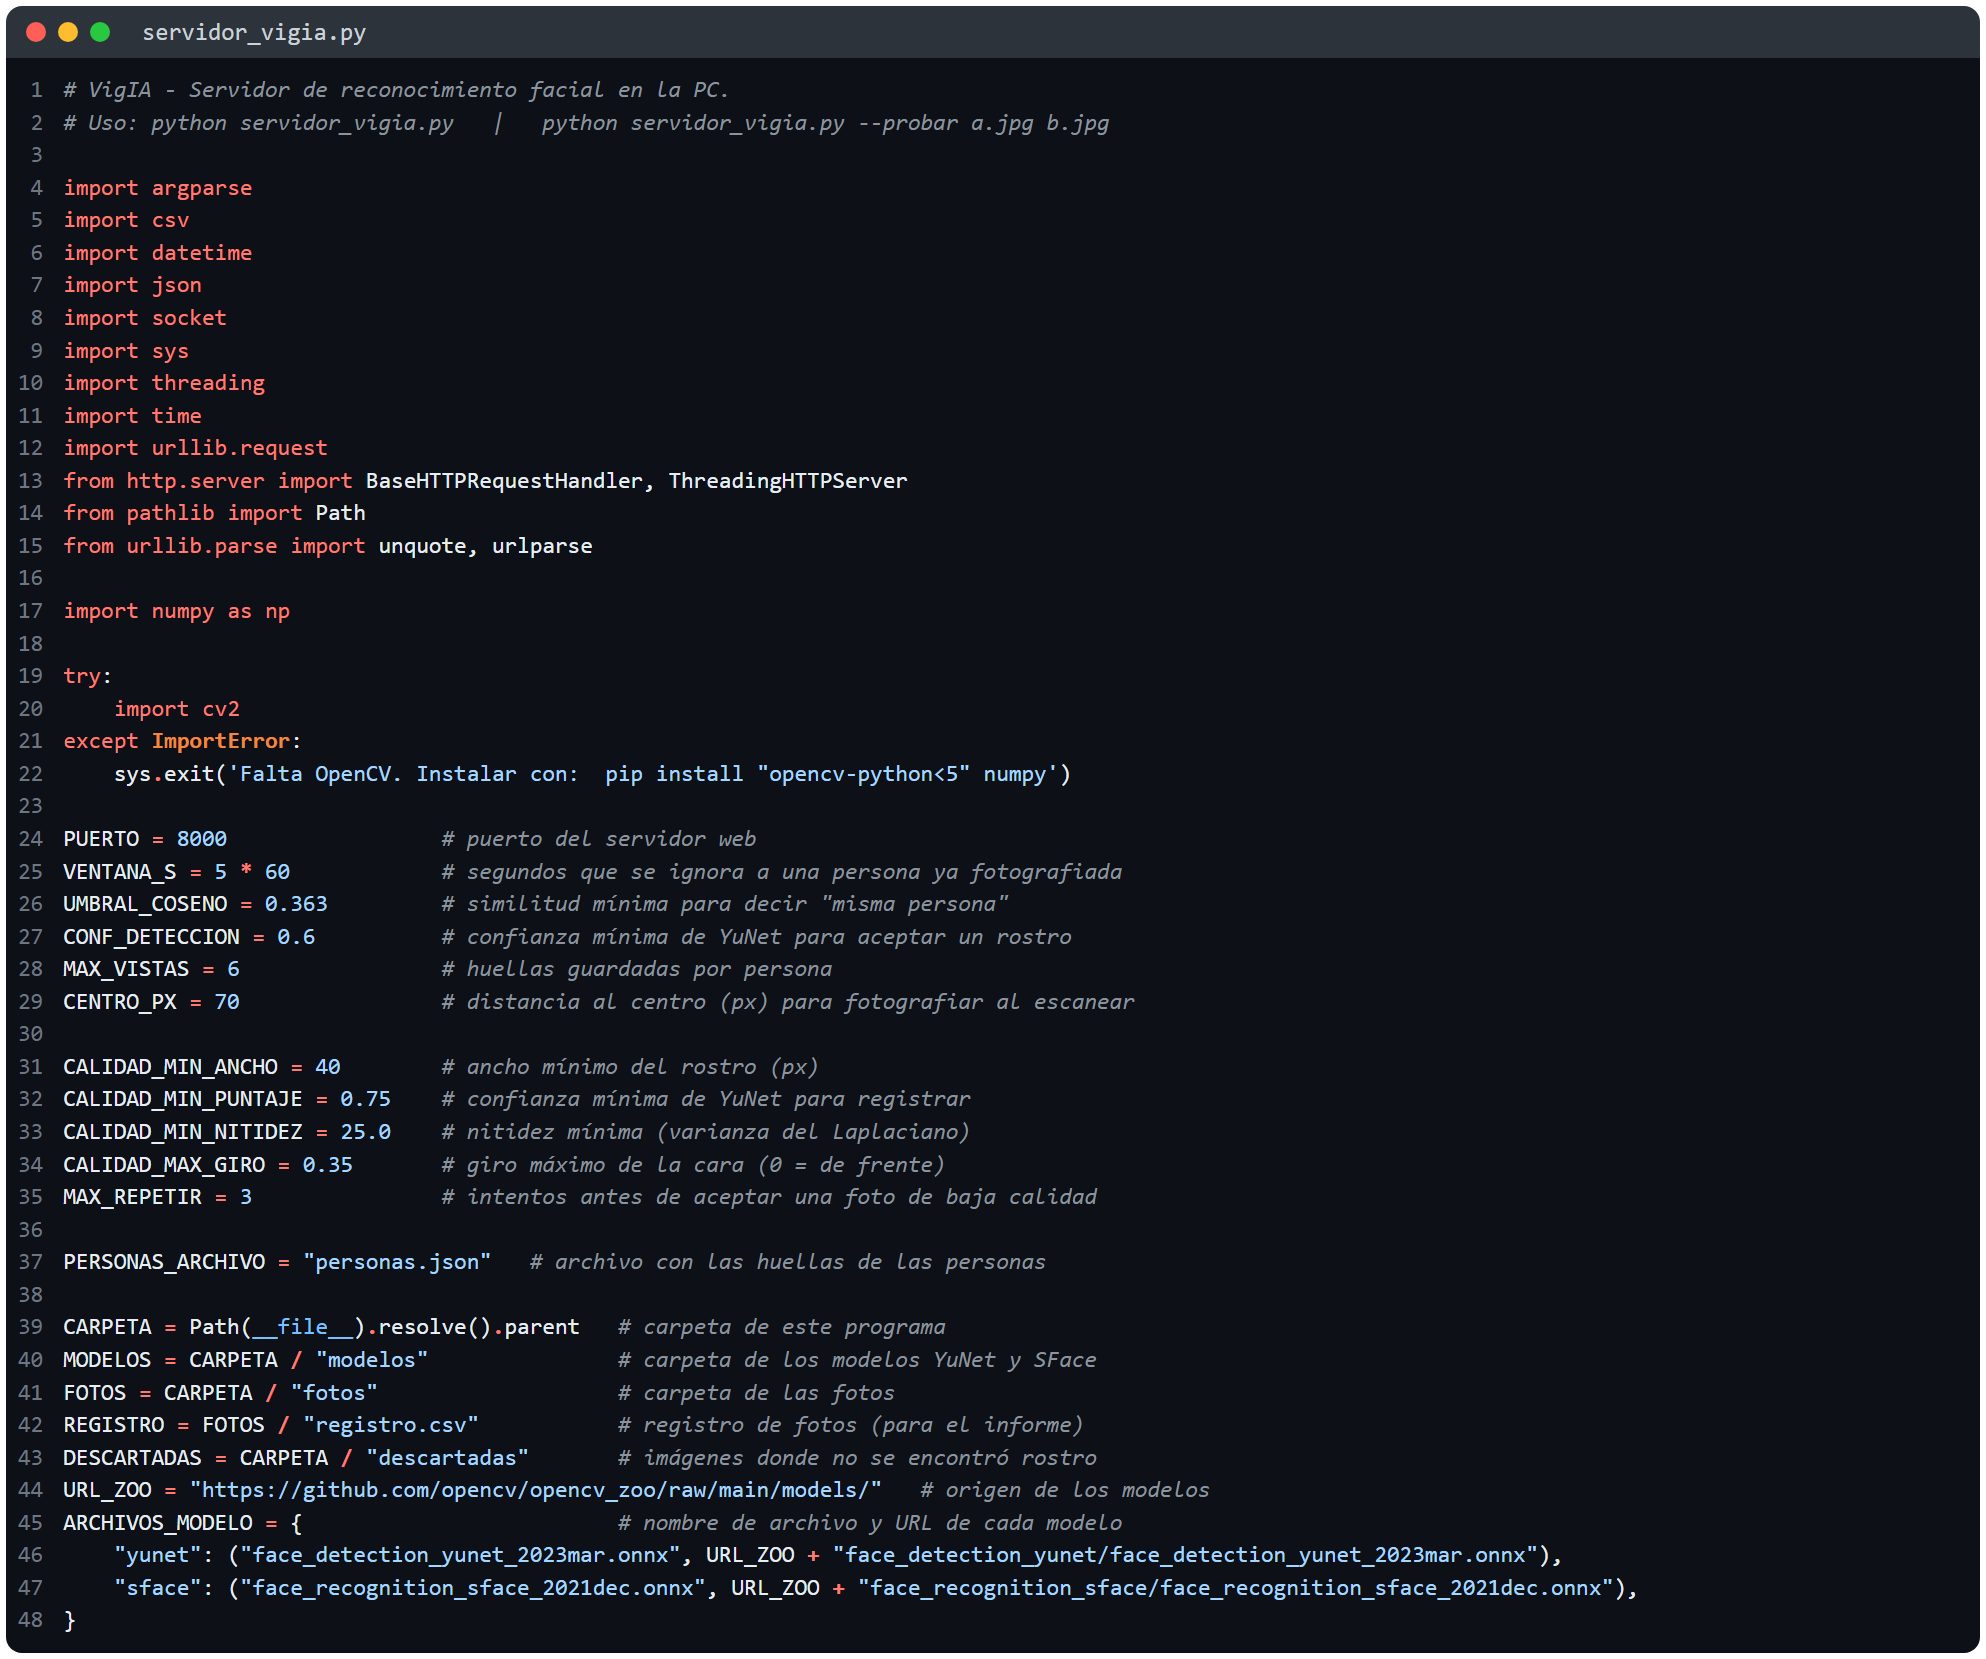 servidor_vigia.py
1 # VigIA - Servidor de reconocimiento facial en la PC.
2 # Uso: python servidor_vigia.py   |   python servidor_vigia.py --probar a.jpg b.jpg
3
4 import argparse
5 import csv
6 import datetime
7 import json
8 import socket
9 import sys
10 import threading
11 import time
12 import urllib.request
13 from http.server import BaseHTTPRequestHandler, ThreadingHTTPServer
14 from pathlib import Path
15 from urllib.parse import unquote, urlparse
16
17 import numpy as np
18
19 try:
20     import cv2
21 except ImportError:
22     sys.exit('Falta OpenCV. Instalar con:  pip install "opencv-python<5" numpy')
23
24 PUERTO = 8000                 # puerto del servidor web
25 VENTANA_S = 5 * 60            # segundos que se ignora a una persona ya fotografiada
26 UMBRAL_COSENO = 0.363         # similitud mínima para decir "misma persona"
27 CONF_DETECCION = 0.6          # confianza mínima de YuNet para aceptar un rostro
28 MAX_VISTAS = 6                # huellas guardadas por persona
29 CENTRO_PX = 70                # distancia al centro (px) para fotografiar al escanear
30
31 CALIDAD_MIN_ANCHO = 40        # ancho mínimo del rostro (px)
32 CALIDAD_MIN_PUNTAJE = 0.75    # confianza mínima de YuNet para registrar
33 CALIDAD_MIN_NITIDEZ = 25.0    # nitidez mínima (varianza del Laplaciano)
34 CALIDAD_MAX_GIRO = 0.35       # giro máximo de la cara (0 = de frente)
35 MAX_REPETIR = 3               # intentos antes de aceptar una foto de baja calidad
36
37 PERSONAS_ARCHIVO = "personas.json"   # archivo con las huellas de las personas
38
39 CARPETA = Path(__file__).resolve().parent   # carpeta de este programa
40 MODELOS = CARPETA / "modelos"               # carpeta de los modelos YuNet y SFace
41 FOTOS = CARPETA / "fotos"                   # carpeta de las fotos
42 REGISTRO = FOTOS / "registro.csv"           # registro de fotos (para el informe)
43 DESCARTADAS = CARPETA / "descartadas"       # imágenes donde no se encontró rostro
44 URL_ZOO = "https://github.com/opencv/opencv_zoo/raw/main/models/"   # origen de los modelos
45 ARCHIVOS_MODELO = {                         # nombre de archivo y URL de cada modelo
46     "yunet": ("face_detection_yunet_2023mar.onnx", URL_ZOO + "face_detection_yunet/face_detection_yunet_2023mar.onnx"),
47     "sface": ("face_recognition_sface_2021dec.onnx", URL_ZOO + "face_recognition_sface/face_recognition_sface_2021dec.onnx"),
48 }